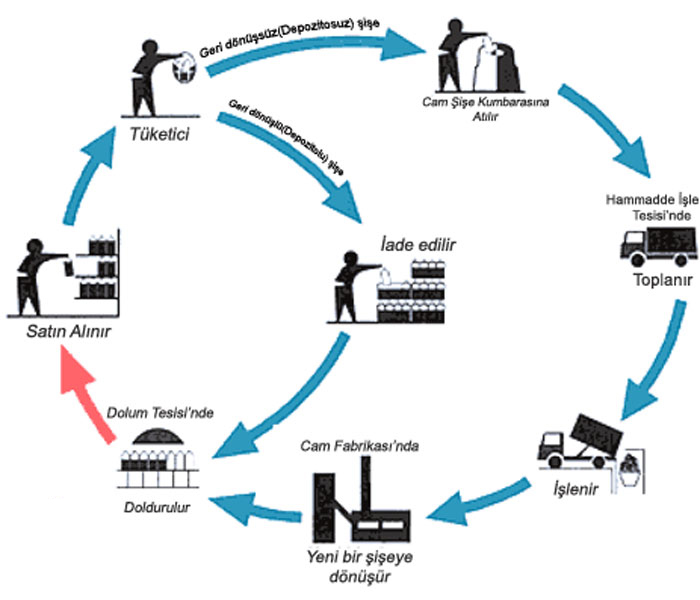 Geri dönüşsüz(Depozitosuz) şişe
Tüketici
Cam Şişe Kumbarasına
Atılır
Geri dönüşlü(Depozitolu) şişe
Hammadde İşle
Tesisi'nde
Toplanır
İade edilir
Satın Alınır
Dolum Tesisi'nde
Doldurulur
Cam Fabrikası'nda
Yeni bir şişeye
dönüşür
İşlenir